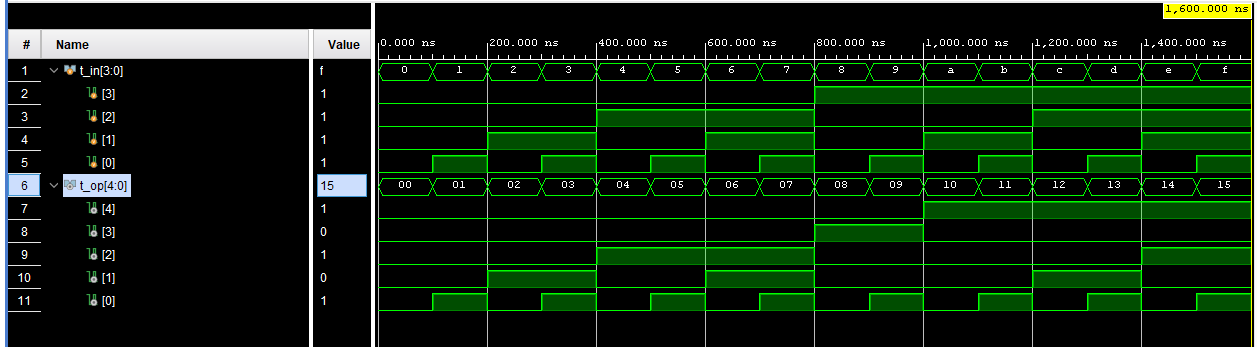 1,600.000 ns
# Name Value
0.000 ns 200.000 ns 400.000 ns 600.000 ns 800.000 ns 1,000.000 ns 1,200.000 ns 1,400.000 ns
1 t_in[3:0] f 0 1 2 3 4 5 6 7 8 9 a b c d e f
2 [3] 1
3 [2] 1
4 [1] 1
5 [0] 1
6 t_op[4:0] 15 00 01 02 03 04 05 06 07 08 09 10 11 12 13 14 15
7 [4] 1
8 [3] 0
9 [2] 1
10 [1] 0
11 [0] 1